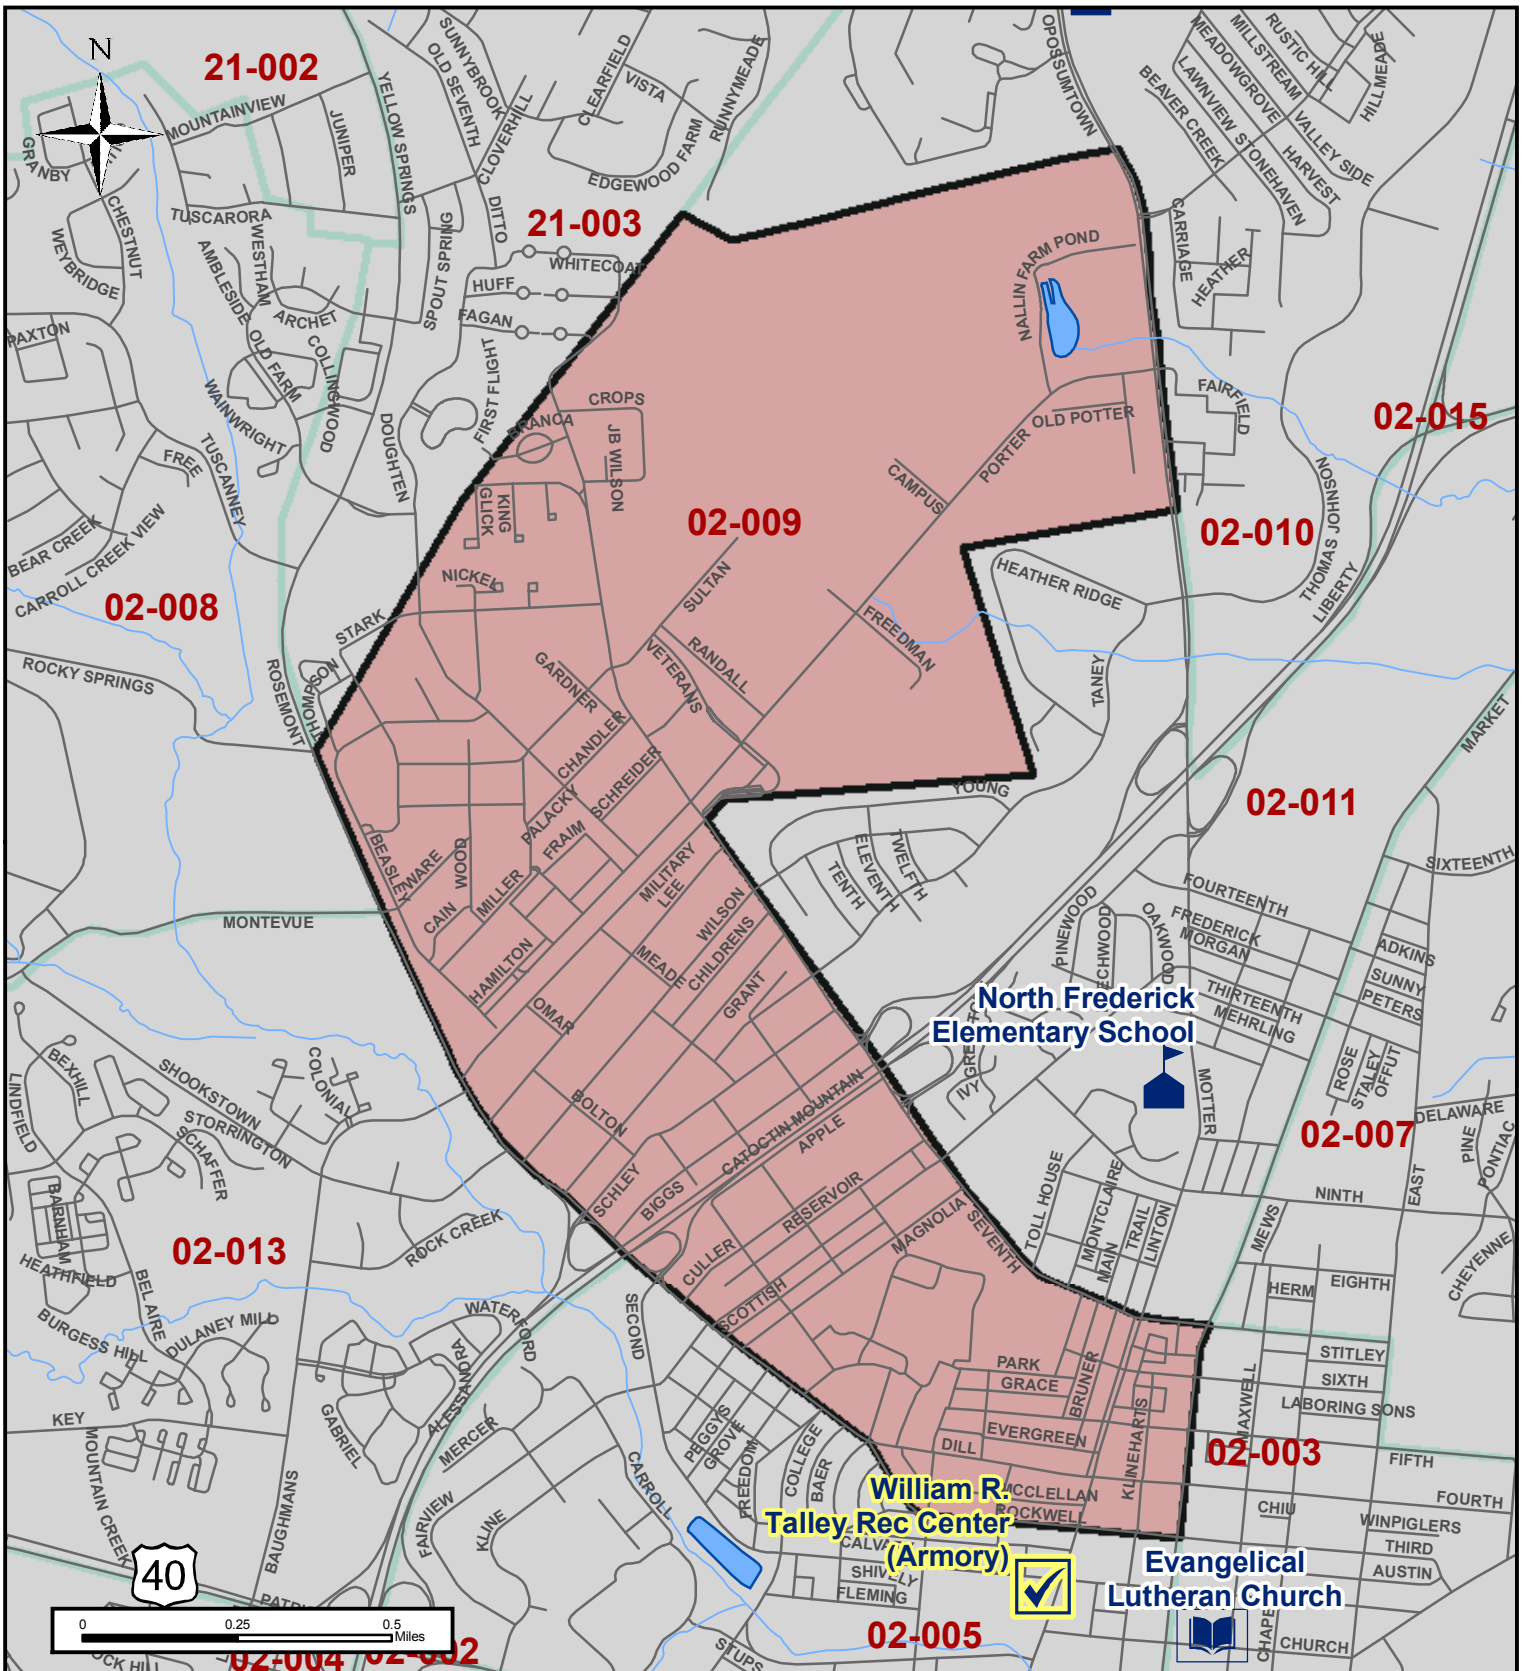 N
21-002
MOUNTAINVIEW
JUNIPER
YELLOW SPRINGS
SUNNYBROOK
OLD SEVENTH
CLOVERHILL
CLEARFIELD
VISTA
RUNNYMEADE
EDGEWOOD FARM
OPOSSUMTOWN
RUSTIC HILL
MILLSTREAM
MEADOWGROVE
LAWNVIEW
BEAVER CREEK
STONEHAVEN
HARVEST
VALLEY SIDE
HILLMEADE
GRANBY
CHESTNUT
WEYBRIDGE
TUSCARORA
WESTHAM
AMBLESIDE
ARCHET
OLD FARM
COLLINGWOOD
SPOUT SPRING
DITTO
21-003
WHITECOAT
HUFF
FAGAN
FIRST FLIGHT
CARRIAGE
HEATHER
NALLIN FARM POND
PAXTON
WAINWRIGHT
TUSCANNEY
FREE
DOUGHTEN
BRANCA
CROPS
JB WILSON
KING
GLICK
NICKEL
02-009
CAMPUS
PORTER
OLD POTTER
FAIRFIELD
02-015
02-010
THOMAS JOHNSON
LIBERTY
BEAR CREEK
CARROLL CREEK VIEW
02-008
STARK
THOMPSON
ROSEMONT
ROCKY SPRINGS
SULTAN
RANDALL
VETERANS
FREEDMAN
HEATHER RIDGE
TANEY
MARKET
GARDNER
CHANDLER
PALACKY
SCHREIDER
FRAIM
YOUNG
02-011
SIXTEENTH
BEASLEY
WARE
WOOD
CAIN
MILLER
HAMILTON
MILITARY
LEE
WILSON
CHILDRENS
MEADE
GRANT
OMAR
TENTH
ELEVENTH
TWELFTH
MONTEVUE
FOURTEENTH
FREDERICK
MORGAN
PINEWOOD
OAKWOOD
THIRTEENTH
MEHRLING
ADKINS
SUNNY
PETERS
ROSE
STALEY
OFFUT
North Frederick
Elementary School
IVY
MOTTER
02-007
DELAWARE
PINE
PONTIAC
EAST
LINDFIELD
BEXHILL
SHOOKSTOWN
STORRINGTON
SCHAFFER
COLONIAL
BOLTON
SCHLEY
BIGGS
CATOCTIN MOUNTAIN
APPLE
RESERVOIR
CULLER
SCOTTISH
MAGNOLIA
SEVENTH
TOLL HOUSE
MONTCLAIRE
MAIN
TRAIL
LINTON
NINTH
MEWS
EIGHTH
HERM
CHEYENNE
BARNHAM
HEATHFIELD
02-013
ROCK CREEK
BEL AIRE
BURGESS HILL
DULANEY MILL
WATERFORD
ALESSANDRA
SECOND
GABRIEL
MERCER
KEY
MOUNTAIN CREEK
BAUGHMANS
FAIRVIEW
KLINE
CARROLL
PEGGYS
GROVE
FREEDOM
COLLEGE
BAER
PARK
GRACE
BRUNER
EVERGREEN
DILL
KLINEHARTS
MCCLELLAN
ROCKWELL
STITLEY
SIXTH
LABORING SONS
MAXWELL
02-003
FIFTH
FOURTH
CHIU
WINPIGLERS
THIRD
AUSTIN
William R.
Talley Rec Center
(Armory)
SHIVELY
FLEMING
Evangelical
Lutheran Church
CHURCH
02-005
STUPS
40
0 0.25 0.5
Miles
02-004
02-002